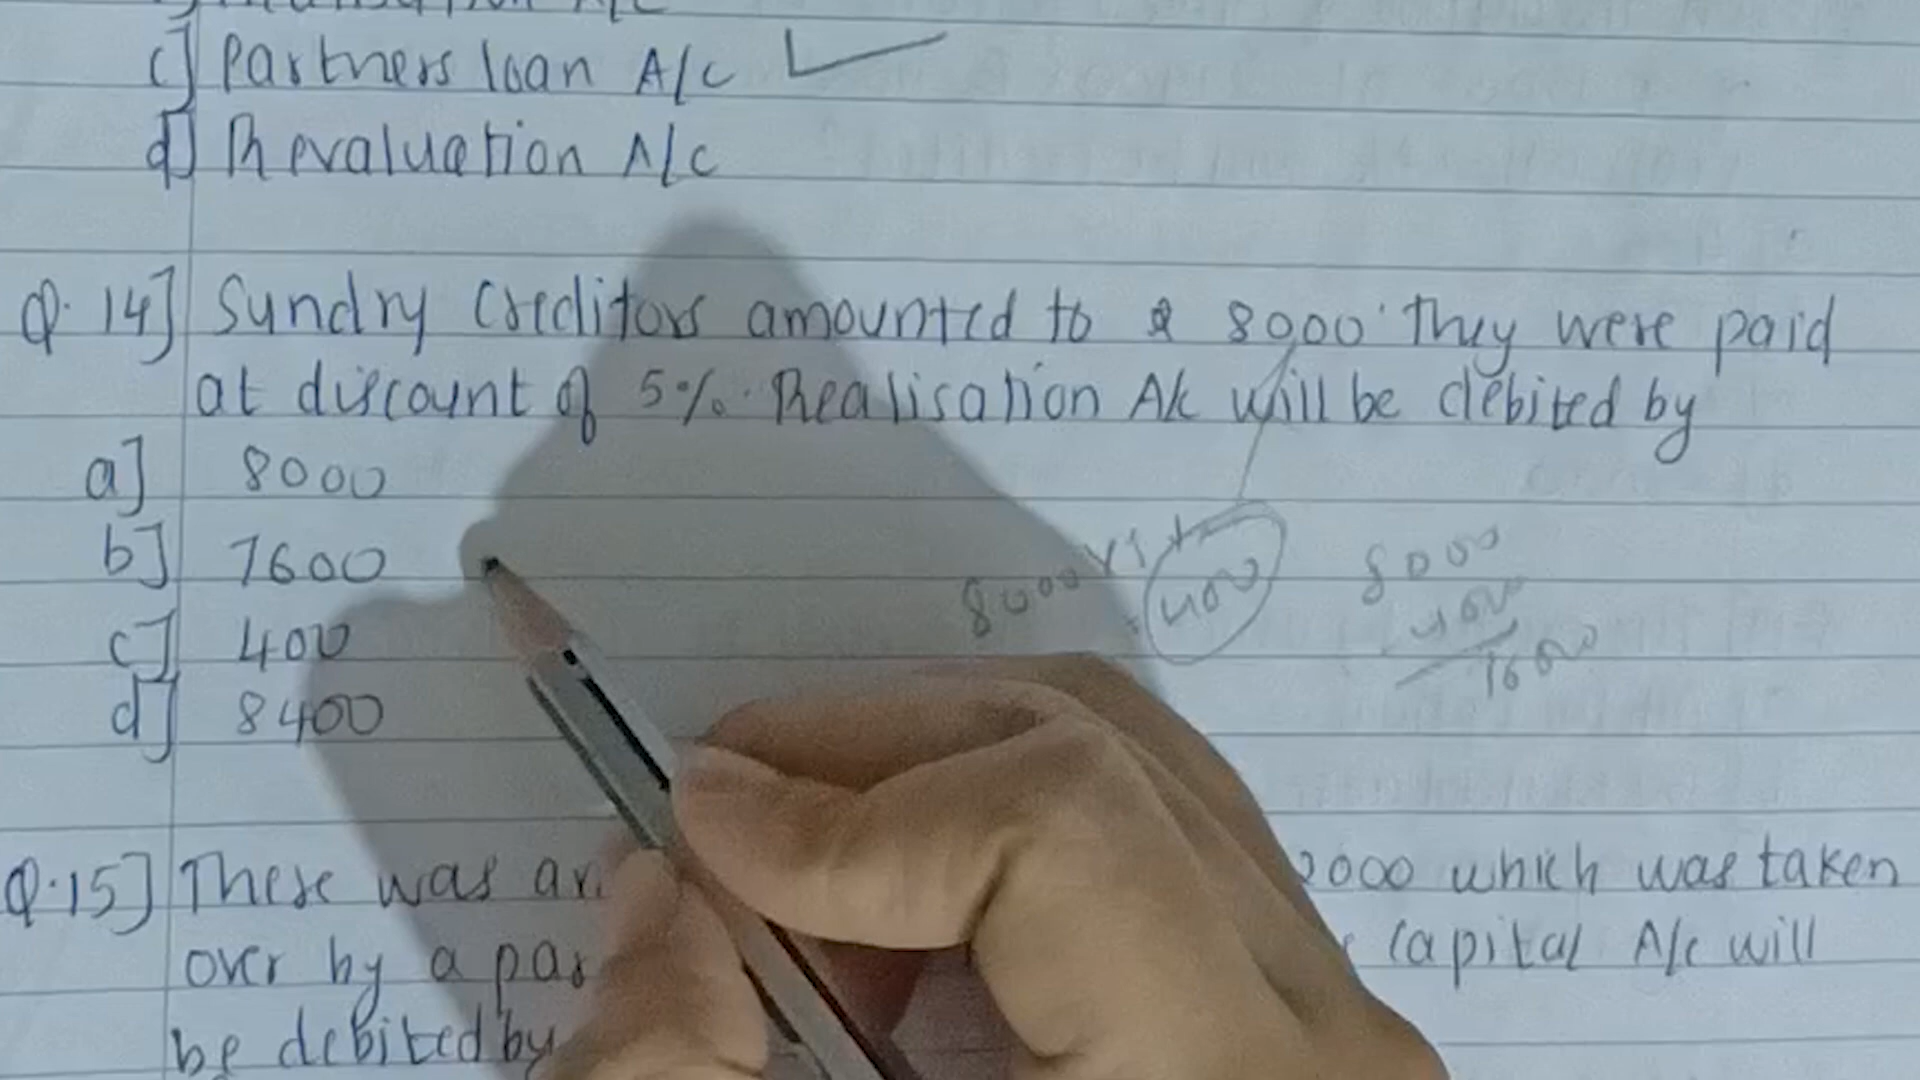 c] Partners loan A/c ✓
d] Revaluation A/c
Q.14] Sundry Creditors amounted to ₹ 8000. They were paid
at discount of 5%. Realisation A/c will be debited by
a] 8000
b] 7600
8000
8000
400
400
7600
c] 400
d] 8400
Q.15] There was an 2000 which was taken
over by a par capital A/c will
be debited by